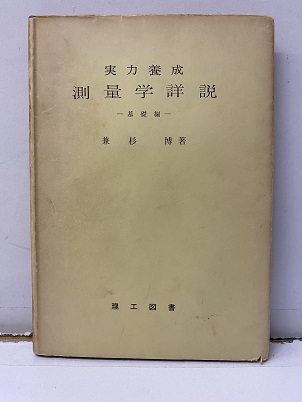 実力養成
測量学詳説
―基礎編―
兼杉 博著
理工図書